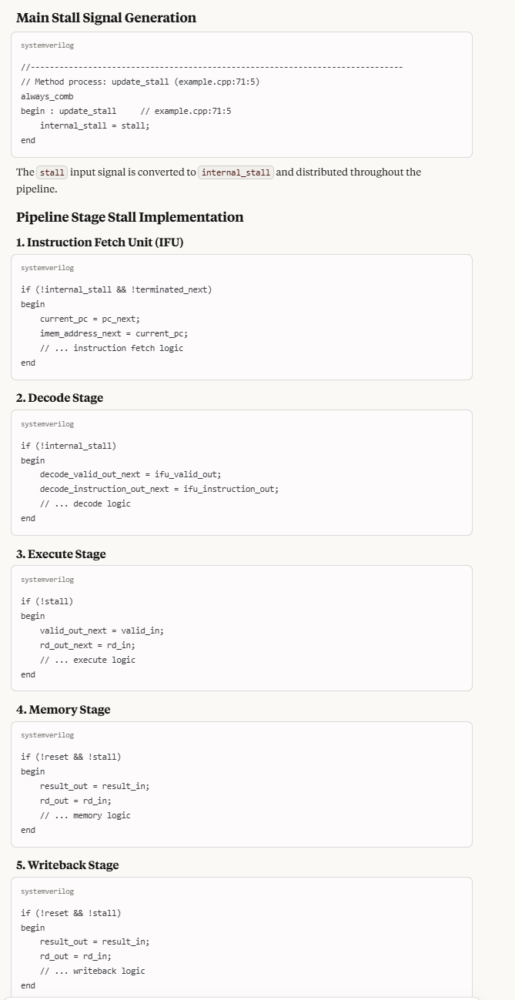 Main Stall Signal Generation
systemverilog
//------------------------------------------------------------------------------
// Method process: update_stall (example.cpp:71:5)
always_comb
begin : update_stall     // example.cpp:71:5
    internal_stall = stall;
end
The stall input signal is converted to internal_stall and distributed throughout the
pipeline.
Pipeline Stage Stall Implementation
1. Instruction Fetch Unit (IFU)
systemverilog
if (!internal_stall && !terminated_next)
begin
    current_pc = pc_next;
    imem_address_next = current_pc;
    // ... instruction fetch logic
end
2. Decode Stage
systemverilog
if (!internal_stall)
begin
    decode_valid_out_next = ifu_valid_out;
    decode_instruction_out_next = ifu_instruction_out;
    // ... decode logic
end
3. Execute Stage
systemverilog
if (!stall)
begin
    valid_out_next = valid_in;
    rd_out_next = rd_in;
    // ... execute logic
end
4. Memory Stage
systemverilog
if (!reset && !stall)
begin
    result_out = result_in;
    rd_out = rd_in;
    // ... memory logic
end
5. Writeback Stage
systemverilog
if (!reset && !stall)
begin
    result_out = result_in;
    rd_out = rd_in;
    // ... writeback logic
end